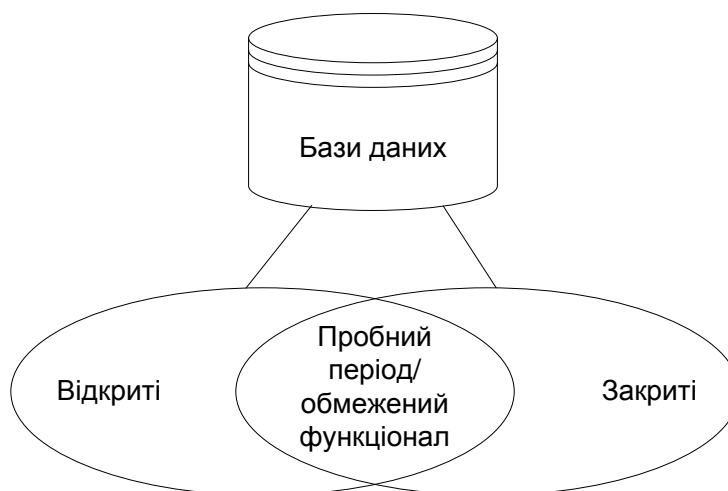 Бази даних
Відкриті
Пробний
період/
обмежений
функціонал
Закриті